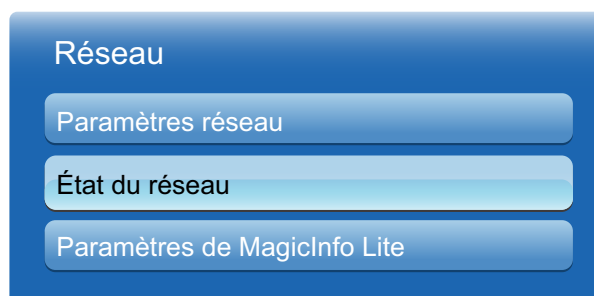 Réseau
Paramètres réseau
État du réseau
Paramètres de MagicInfo Lite